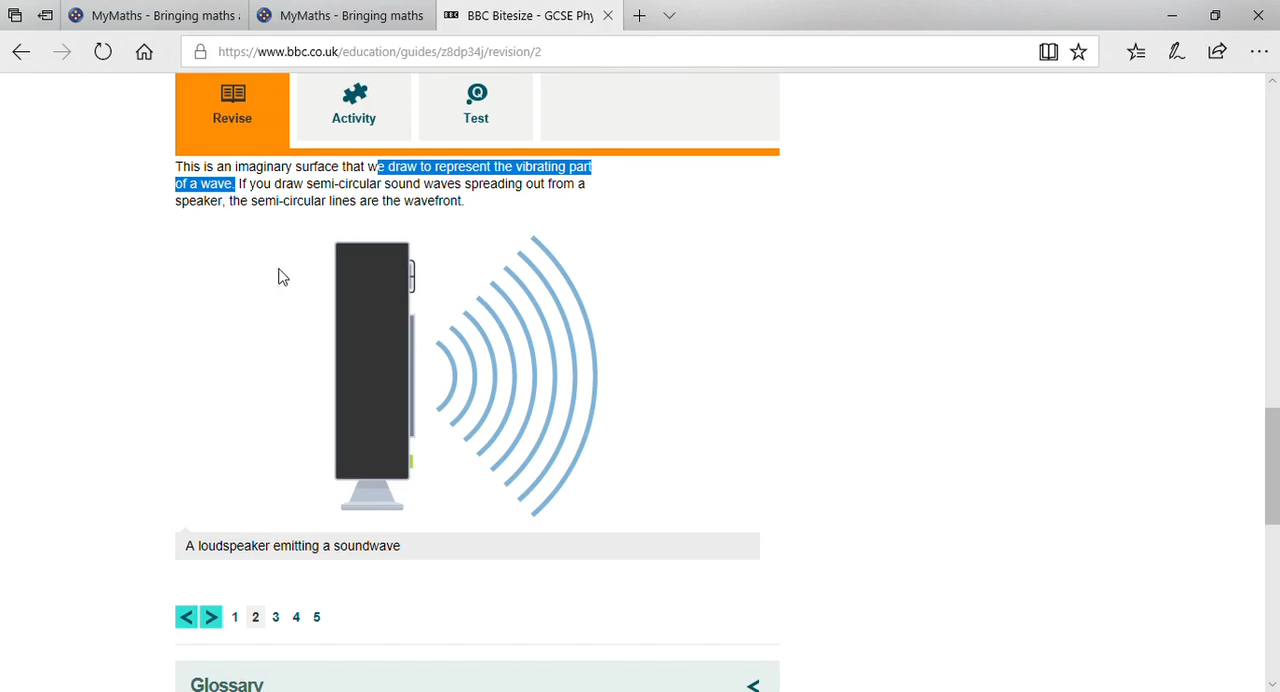 MyMaths - Bringing maths
MyMaths - Bringing maths
BBC BBC Bitesize - GCSE Phy
https://www.bbc.co.uk/education/guides/z8dp34j/revision/2
Revise
Activity
Q
Test
This is an imaginary surface that we draw to represent the vibrating part
of a wave. If you draw semi-circular sound waves spreading out from a
speaker, the semi-circular lines are the wavefront.
A loudspeaker emitting a soundwave
< > 1 2 3 4 5
Glossary <